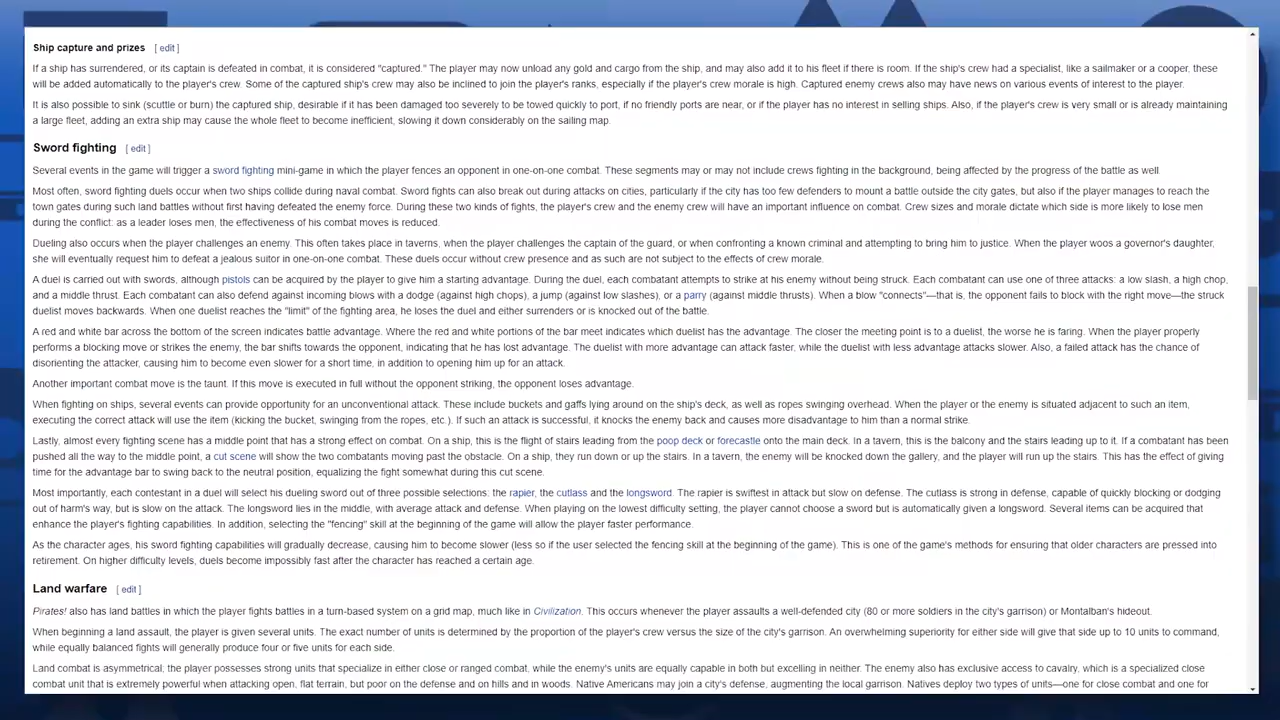 Ship capture and prizes [ edit ]
If a ship has surrendered, or its captain is defeated in combat, it is considered "captured." The player may now unload any gold and cargo from the ship, and may also add it to his fleet if there is room. If the ship's crew had a specialist, like a sailmaker or a cooper, these
will be added automatically to the player's crew. Some of the captured ship's crew may also be inclined to join the player's ranks, especially if the player's crew morale is high. Captured enemy crews also may have news on various events of interest to the player.
It is also possible to sink (scuttle or burn) the captured ship, desirable if it has been damaged too severely to be towed quickly to port, if no friendly ports are near, or if the player has no interest in selling ships. Also, if the player's crew is very small or is already maintaining
a large fleet, adding an extra ship may cause the whole fleet to become inefficient, slowing it down considerably on the sailing map.
Sword fighting [ edit ]
Several events in the game will trigger a sword fighting mini-game in which the player fences an opponent in one-on-one combat. These segments may or may not include crews fighting in the background, being affected by the progress of the battle as well.
Most often, sword fighting duels occur when two ships collide during naval combat. Sword fights can also break out during attacks on cities, particularly if the city has too few defenders to mount a battle outside the city gates, but also if the player manages to reach the
town gates during such land battles without first having defeated the enemy force. During these two kinds of fights, the player's crew and the enemy crew will have an important influence on combat. Crew sizes and morale dictate which side is more likely to lose men
during the conflict: as a leader loses men, the effectiveness of his combat moves is reduced.
Dueling also occurs when the player challenges an enemy. This often takes place in taverns, when the player challenges the captain of the guard, or when confronting a known criminal and attempting to bring him to justice. When the player woos a governor's daughter,
she will eventually request him to defeat a jealous suitor in one-on-one combat. These duels occur without crew presence and as such are not subject to the effects of crew morale.
A duel is carried out with swords, although pistols can be acquired by the player to give him a starting advantage. During the duel, each combatant attempts to strike at his enemy without being struck. Each combatant can use one of three attacks: a low slash, a high chop,
and a middle thrust. Each combatant can also defend against incoming blows with a dodge (against high chops), a jump (against low slashes), or a parry (against middle thrusts). When a blow "connects"—that is, the opponent fails to block with the right move—the struck
duelist moves backwards. When one duelist reaches the "limit" of the fighting area, he loses the duel and either surrenders or is knocked out of the battle.
A red and white bar across the bottom of the screen indicates battle advantage. Where the red and white portions of the bar meet indicates which duelist has the advantage. The closer the meeting point is to a duelist, the worse he is faring. When the player properly
performs a blocking move or strikes the enemy, the bar shifts towards the opponent, indicating that he has lost advantage. The duelist with more advantage can attack faster, while the duelist with less advantage attacks slower. Also, a failed attack has the chance of
disorienting the attacker, causing him to become even slower for a short time, in addition to opening him up for an attack.
Another important combat move is the taunt. If this move is executed in full without the opponent striking, the opponent loses advantage.
When fighting on ships, several events can provide opportunity for an unconventional attack. These include buckets and gaffs lying around on the ship's deck, as well as ropes swinging overhead. When the player or the enemy is situated adjacent to such an item,
executing the correct attack will use the item (kicking the bucket, swinging from the ropes, etc.). If such an attack is successful, it knocks the enemy back and causes more disadvantage to him than a normal strike.
Lastly, almost every fighting scene has a middle point that has a strong effect on combat. On a ship, this is the flight of stairs leading from the poop deck or forecastle onto the main deck. In a tavern, this is the balcony and the stairs leading up to it. If a combatant has been
pushed all the way to the middle point, a cut scene will show the two combatants moving past the obstacle. On a ship, they run down or up the stairs. In a tavern, the enemy will be knocked down the gallery, and the player will run up the stairs. This has the effect of giving
time for the advantage bar to swing back to the neutral position, equalizing the fight somewhat during this cut scene.
Most importantly, each contestant in a duel will select his dueling sword out of three possible selections: the rapier, the cutlass and the longsword. The rapier is swiftest in attack but slow on defense. The cutlass is strong in defense, capable of quickly blocking or dodging
out of harm's way, but is slow on the attack. The longsword lies in the middle, with average attack and defense. When playing on the lowest difficulty setting, the player cannot choose a sword but is automatically given a longsword. Several items can be acquired that
enhance the player's fighting capabilities. In addition, selecting the "fencing" skill at the beginning of the game will allow the player faster performance.
As the character ages, his sword fighting capabilities will gradually decrease, causing him to become slower (less so if the user selected the fencing skill at the beginning of the game). This is one of the game's methods for ensuring that older characters are pressed into
retirement. On higher difficulty levels, duels become impossibly fast after the character has reached a certain age.
Land warfare [ edit ]
Pirates! also has land battles in which the player fights battles in a turn-based system on a grid map, much like in Civilization. This occurs whenever the player assaults a well-defended city (80 or more soldiers in the city's garrison) or Montalban's hideout.
When beginning a land assault, the player is given several units. The exact number of units is determined by the proportion of the player's crew versus the size of the city's garrison. An overwhelming superiority for either side will give that side up to 10 units to command,
while equally balanced fights will generally produce four or five units for each side.
Land combat is asymmetrical; the player possesses strong units that specialize in either close or ranged combat, while the enemy's units are equally capable in both but excelling in neither. The enemy also has exclusive access to cavalry, which is a specialized close
combat unit that is extremely powerful when attacking open, flat terrain, but poor on the defense and on hills and in woods. Native Americans may join a city's defense, augmenting the local garrison. Natives deploy two types of units—one for close combat and one for